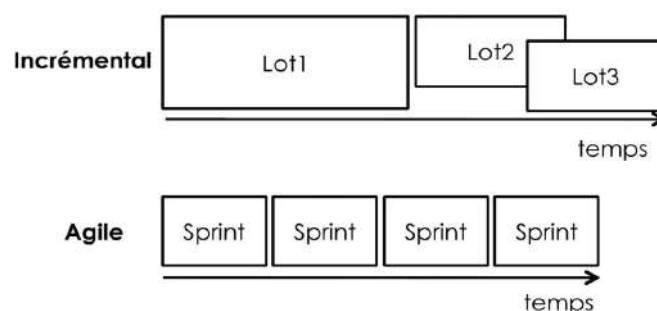 Incrémental
Lot1
Lot2
Lot3
temps
Agile
Sprint Sprint Sprint Sprint
temps